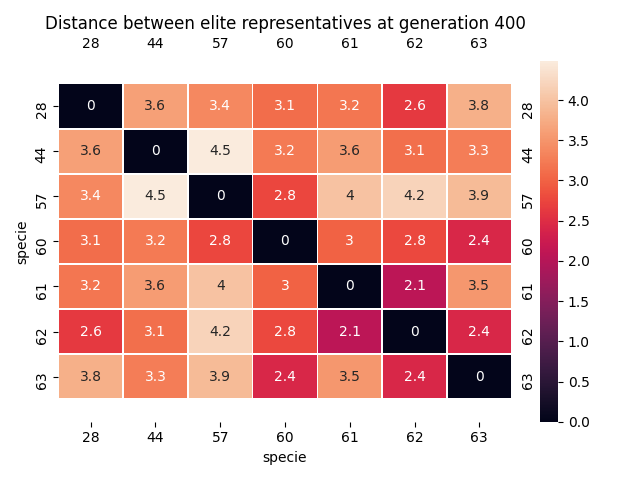 Distance between elite representatives at generation 400
28 44 57 60 61 62 63
28 0 3.6 3.4 3.1 3.2 2.6 3.8 28
44 3.6 0 4.5 3.2 3.6 3.1 3.3 44
57 3.4 4.5 0 2.8 4 4.2 3.9 57
specie
60 3.1 3.2 2.8 0 3 2.8 2.4 60
61 3.2 3.6 4 3 0 2.1 3.5 61
62 2.6 3.1 4.2 2.8 2.1 0 2.4 62
63 3.8 3.3 3.9 2.4 3.5 2.4 0 63
28 44 57 60 61 62 63
specie
4.0
3.5
3.0
2.5
2.0
1.5
1.0
0.5
0.0